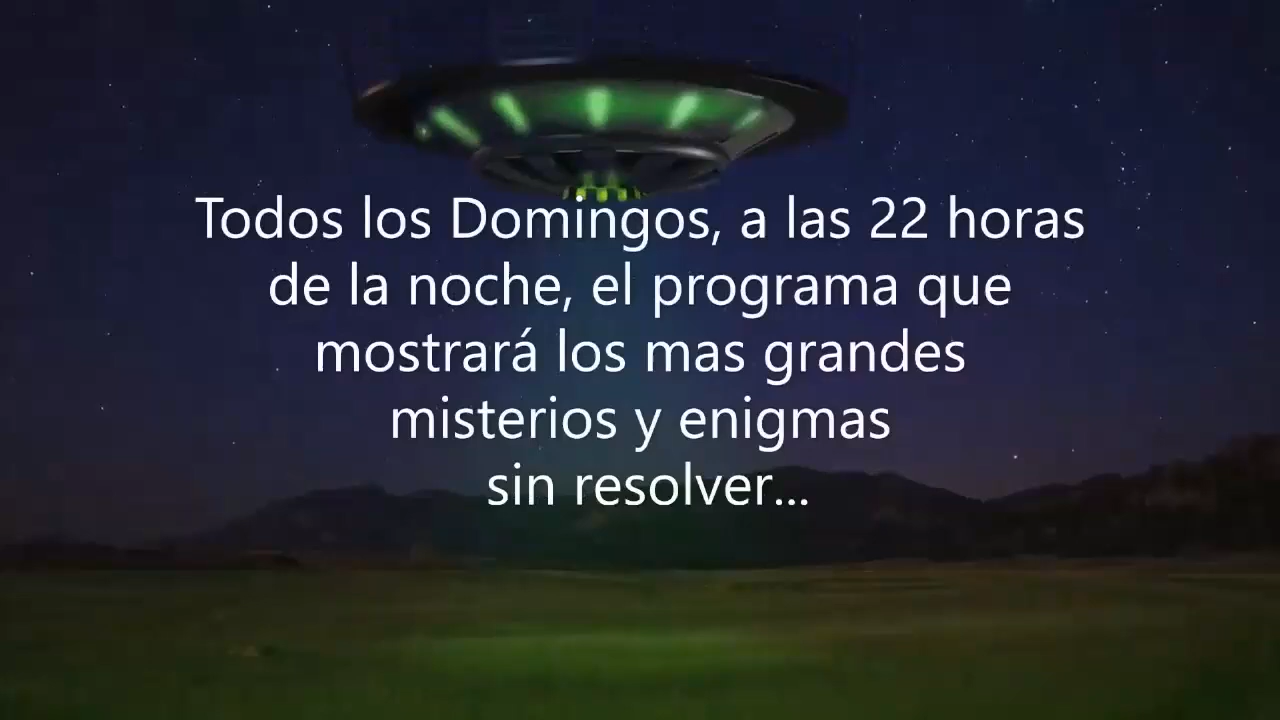 Todos los Domingos, a las 22 horas
de la noche, el programa que
mostrará los mas grandes
misterios y enigmas
sin resolver...